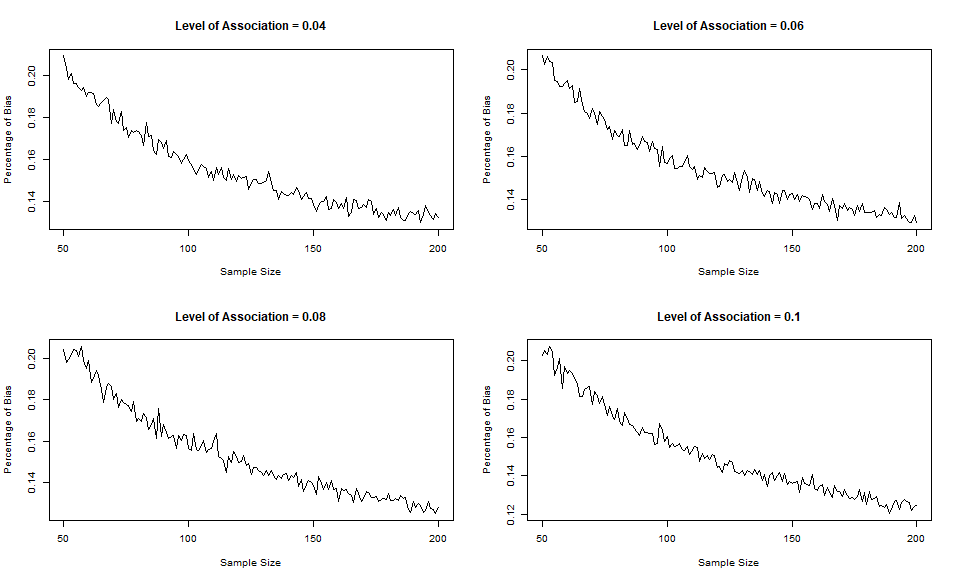 Level of Association = 0.04
Percentage of Bias
0.20
0.18
0.16
0.14
50 100 150 200
Sample Size
Level of Association = 0.06
Percentage of Bias
0.20
0.18
0.16
0.14
50 100 150 200
Sample Size
Level of Association = 0.08
Percentage of Bias
0.20
0.18
0.16
0.14
50 100 150 200
Sample Size
Level of Association = 0.1
Percentage of Bias
0.20
0.18
0.16
0.14
0.12
50 100 150 200
Sample Size